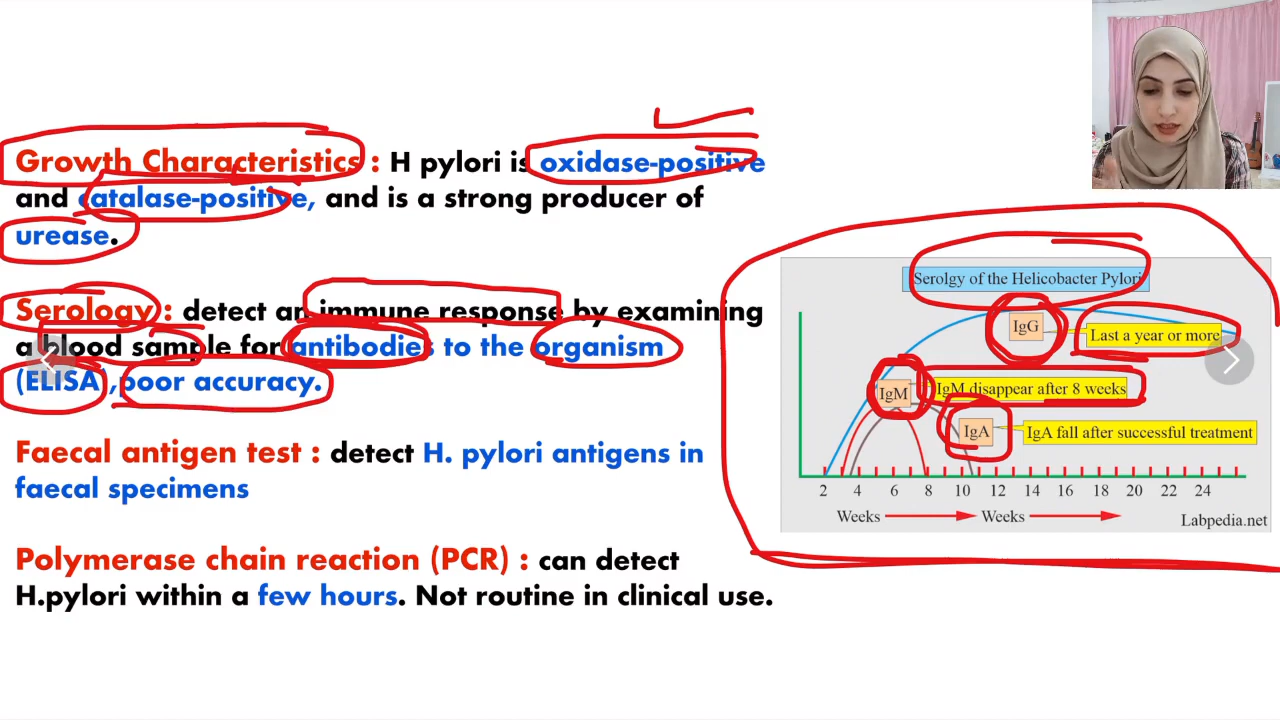 Growth Characteristics : H pylori is oxidase-positive
and catalase-positive, and is a strong producer of
urease.
Serology : detect an immune response by examining
a blood sample for antibodies to the organism
(ELISA),poor accuracy.
Faecal antigen test : detect H. pylori antigens in
faecal specimens
Polymerase chain reaction (PCR) : can detect
H.pylori within a few hours. Not routine in clinical use.
Serolgy of the Helicobacter Pylori
IgG
Last a year or more
IgM
IgM disappear after 8 weeks
IgA
IgA fall after successful treatment
2 4 6 8 10 12 14 16 18 20 22 24
Weeks Weeks
Labpedia.net